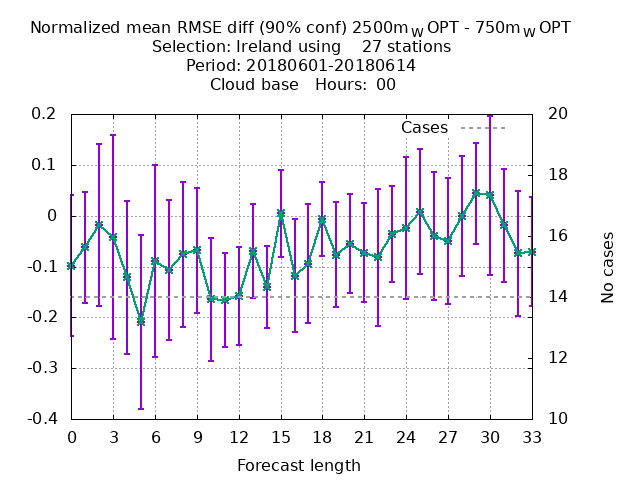 Normalized mean RMSE diff (90% conf) 2500m_W OPT - 750m_W OPT
Selection: Ireland using 27 stations
Period: 20180601-20180614
Cloud base Hours: 00
Cases
0.2
0.1
0
-0.1
-0.2
-0.3
-0.4
20
18
16
14
12
10
No cases
0 3 6 9 12 15 18 21 24 27 30 33
Forecast length